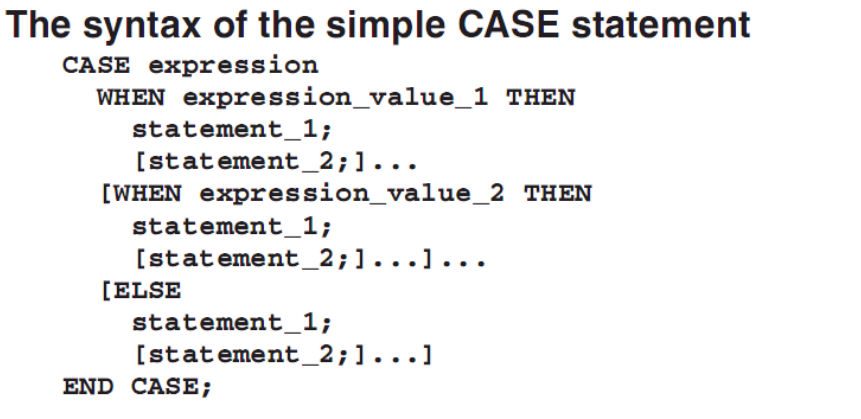 The syntax of the simple CASE statement
CASE expression
WHEN expression_value_1 THEN
statement_1;
[statement_2;]...
[WHEN expression_value_2 THEN
statement_1;
[statement_2;]...]...
[ELSE
statement_1;
[statement_2;]...]
END CASE;